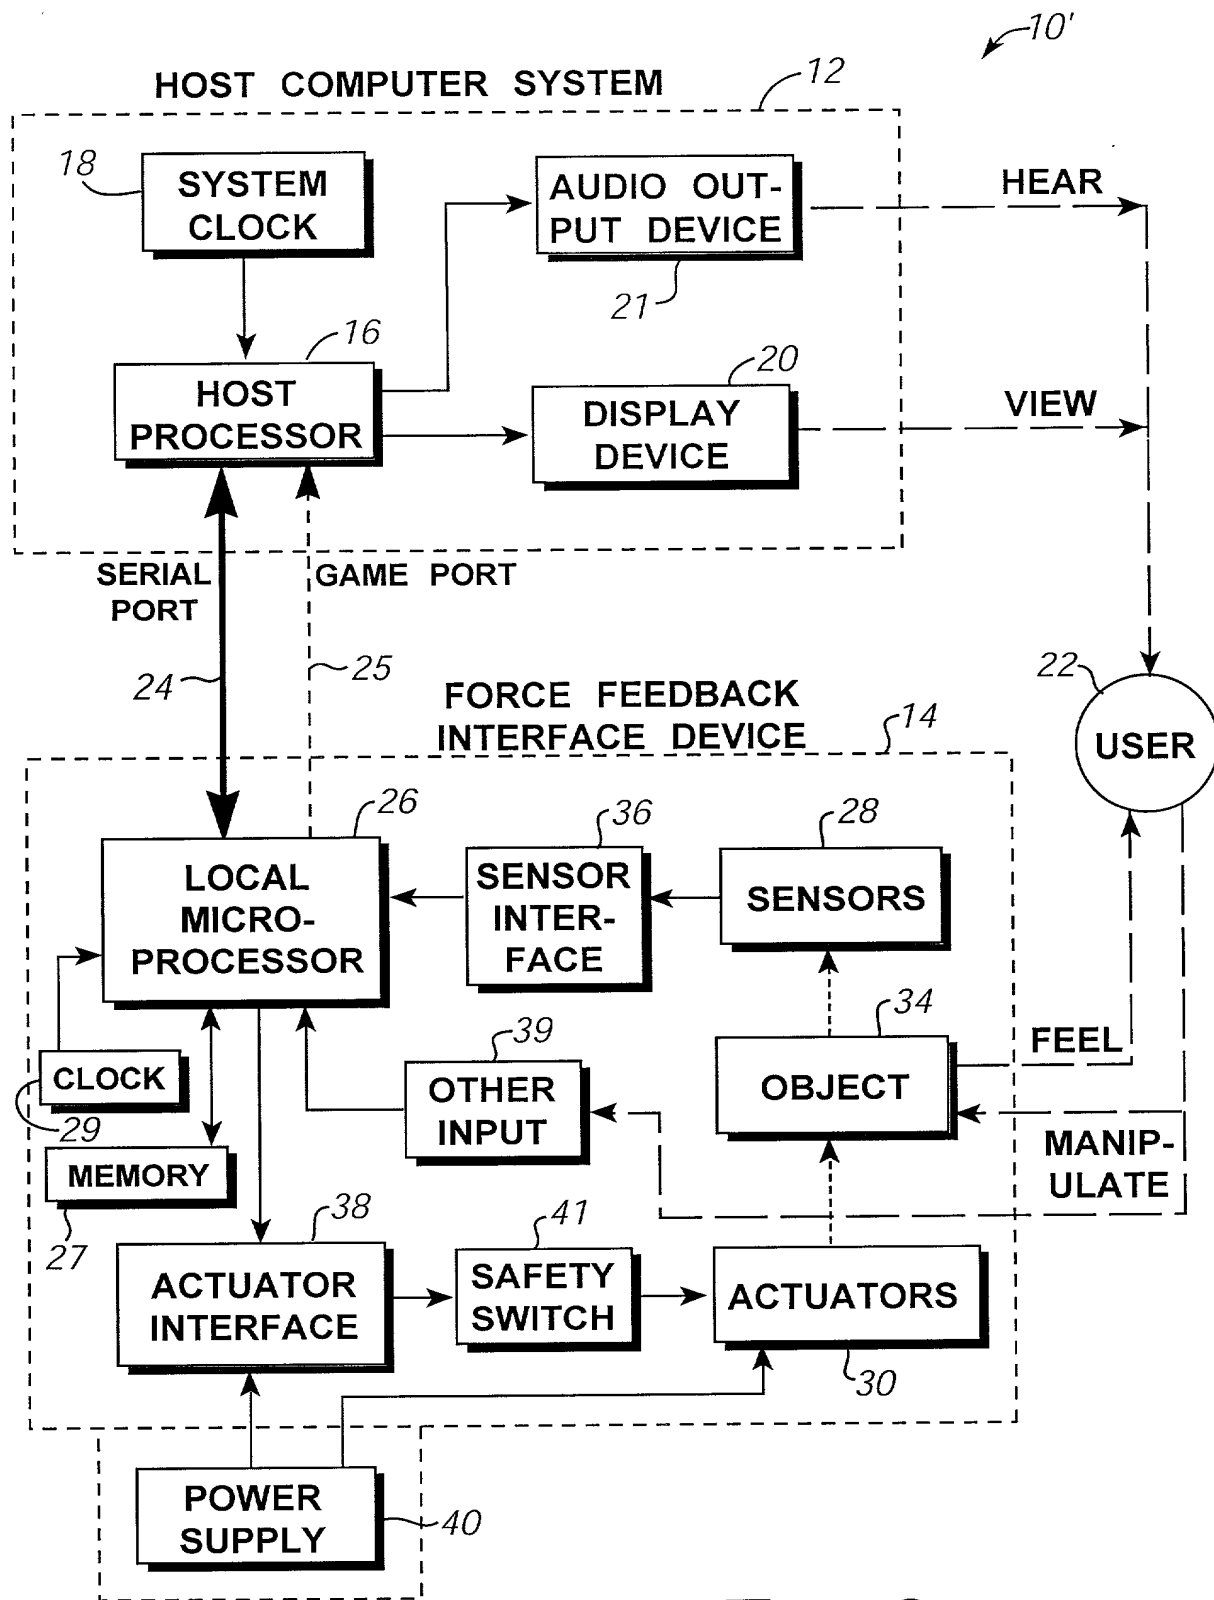 10'
HOST COMPUTER SYSTEM
12
18
SYSTEM
CLOCK
AUDIO OUT-
PUT DEVICE
21
HEAR
16
HOST
PROCESSOR
20
DISPLAY
DEVICE
VIEW
SERIAL
PORT
GAME PORT
24
25
22
USER
FORCE FEEDBACK
INTERFACE DEVICE
14
26
LOCAL
MICRO-
PROCESSOR
36
SENSOR
INTER-
FACE
28
SENSORS
CLOCK
29
39
OTHER
INPUT
34
OBJECT
FEEL
MANIP-
ULATE
MEMORY
27
38
ACTUATOR
INTERFACE
41
SAFETY
SWITCH
ACTUATORS
30
POWER
SUPPLY
40